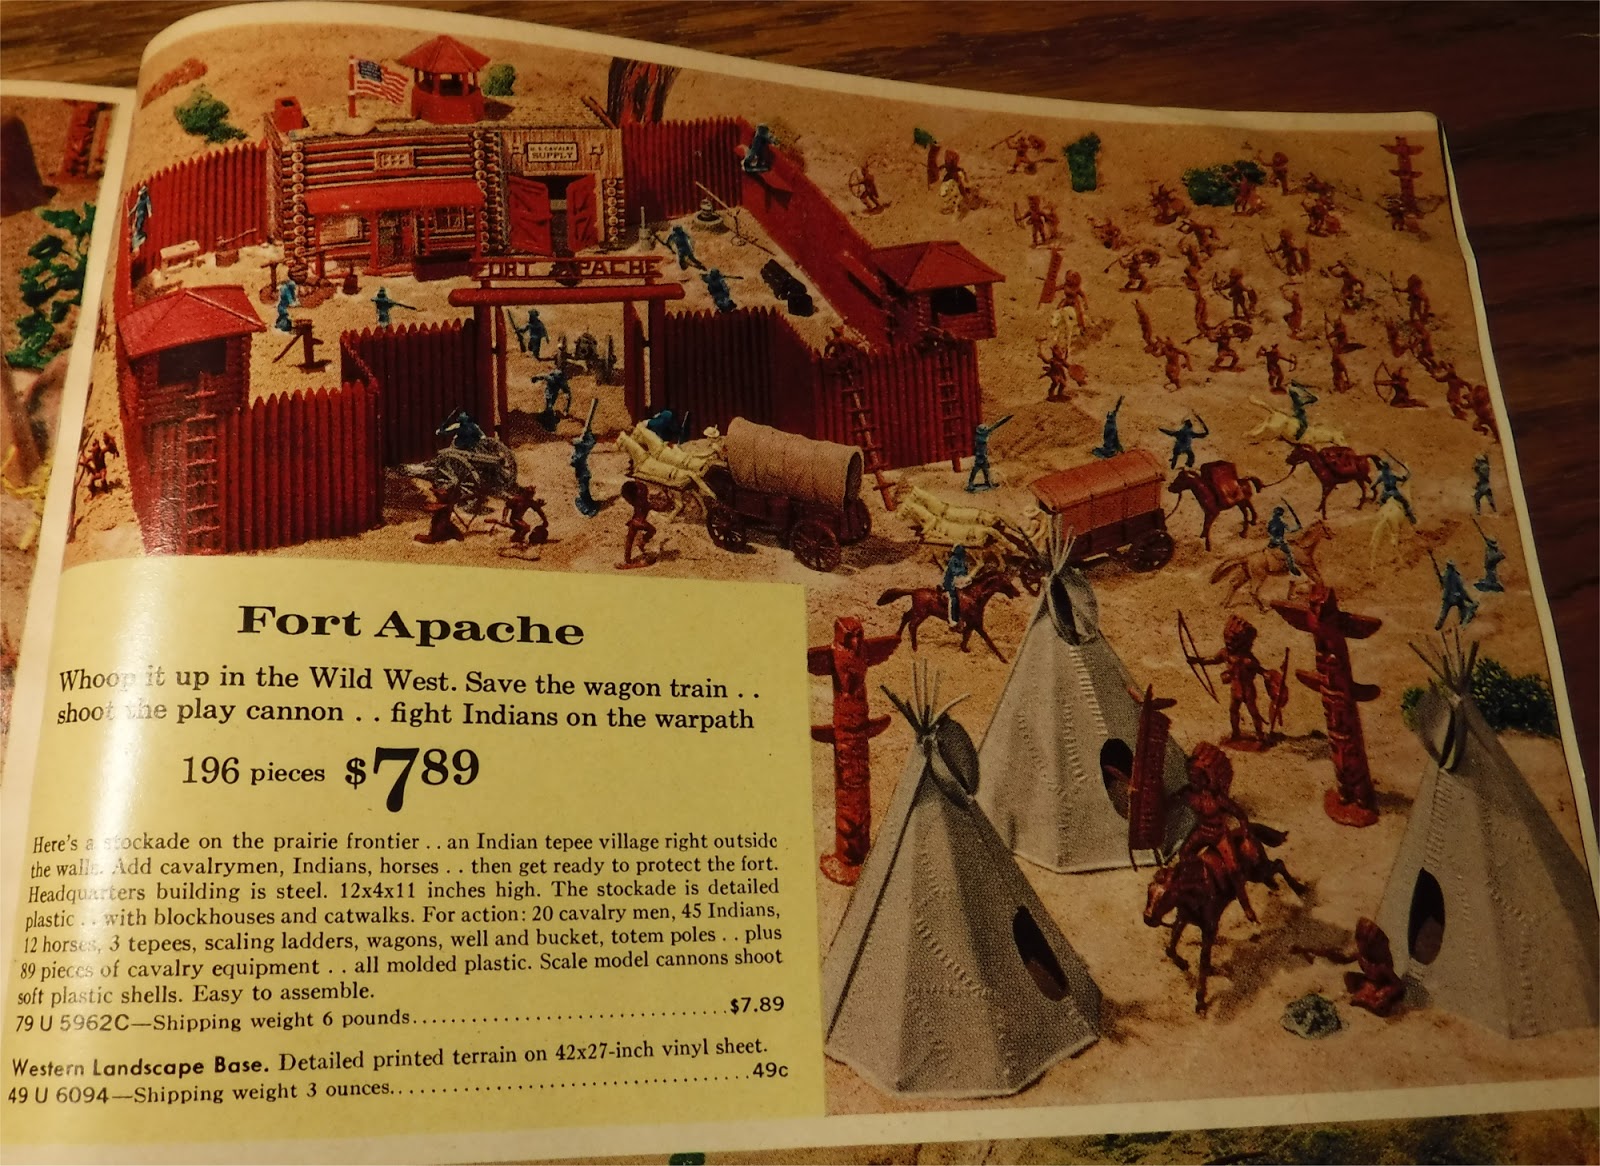 U.S. CAVALRY
SUPPLY
FORT APACHE
Fort Apache
Whoop it up in the Wild West. Save the wagon train . .
shoot the play cannon . . fight Indians on the warpath
196 pieces $7.89
Here's a stockade on the prairie frontier . . an Indian tepee village right outside
the walls. Add cavalrymen, Indians, horses . . then get ready to protect the fort.
Headquarters building is steel. 12x4x11 inches high. The stockade is detailed
plastic . . with blockhouses and catwalks. For action: 20 cavalry men, 45 Indians,
12 horses, 3 tepees, scaling ladders, wagons, well and bucket, totem poles . . plus
89 pieces of cavalry equipment . . all molded plastic. Scale model cannons shoot
soft plastic shells. Easy to assemble.
79 U 5962C—Shipping weight 6 pounds..............................$7.89
Western Landscape Base. Detailed printed terrain on 42x27-inch vinyl sheet.
49 U 6094—Shipping weight 3 ounces..................................49c